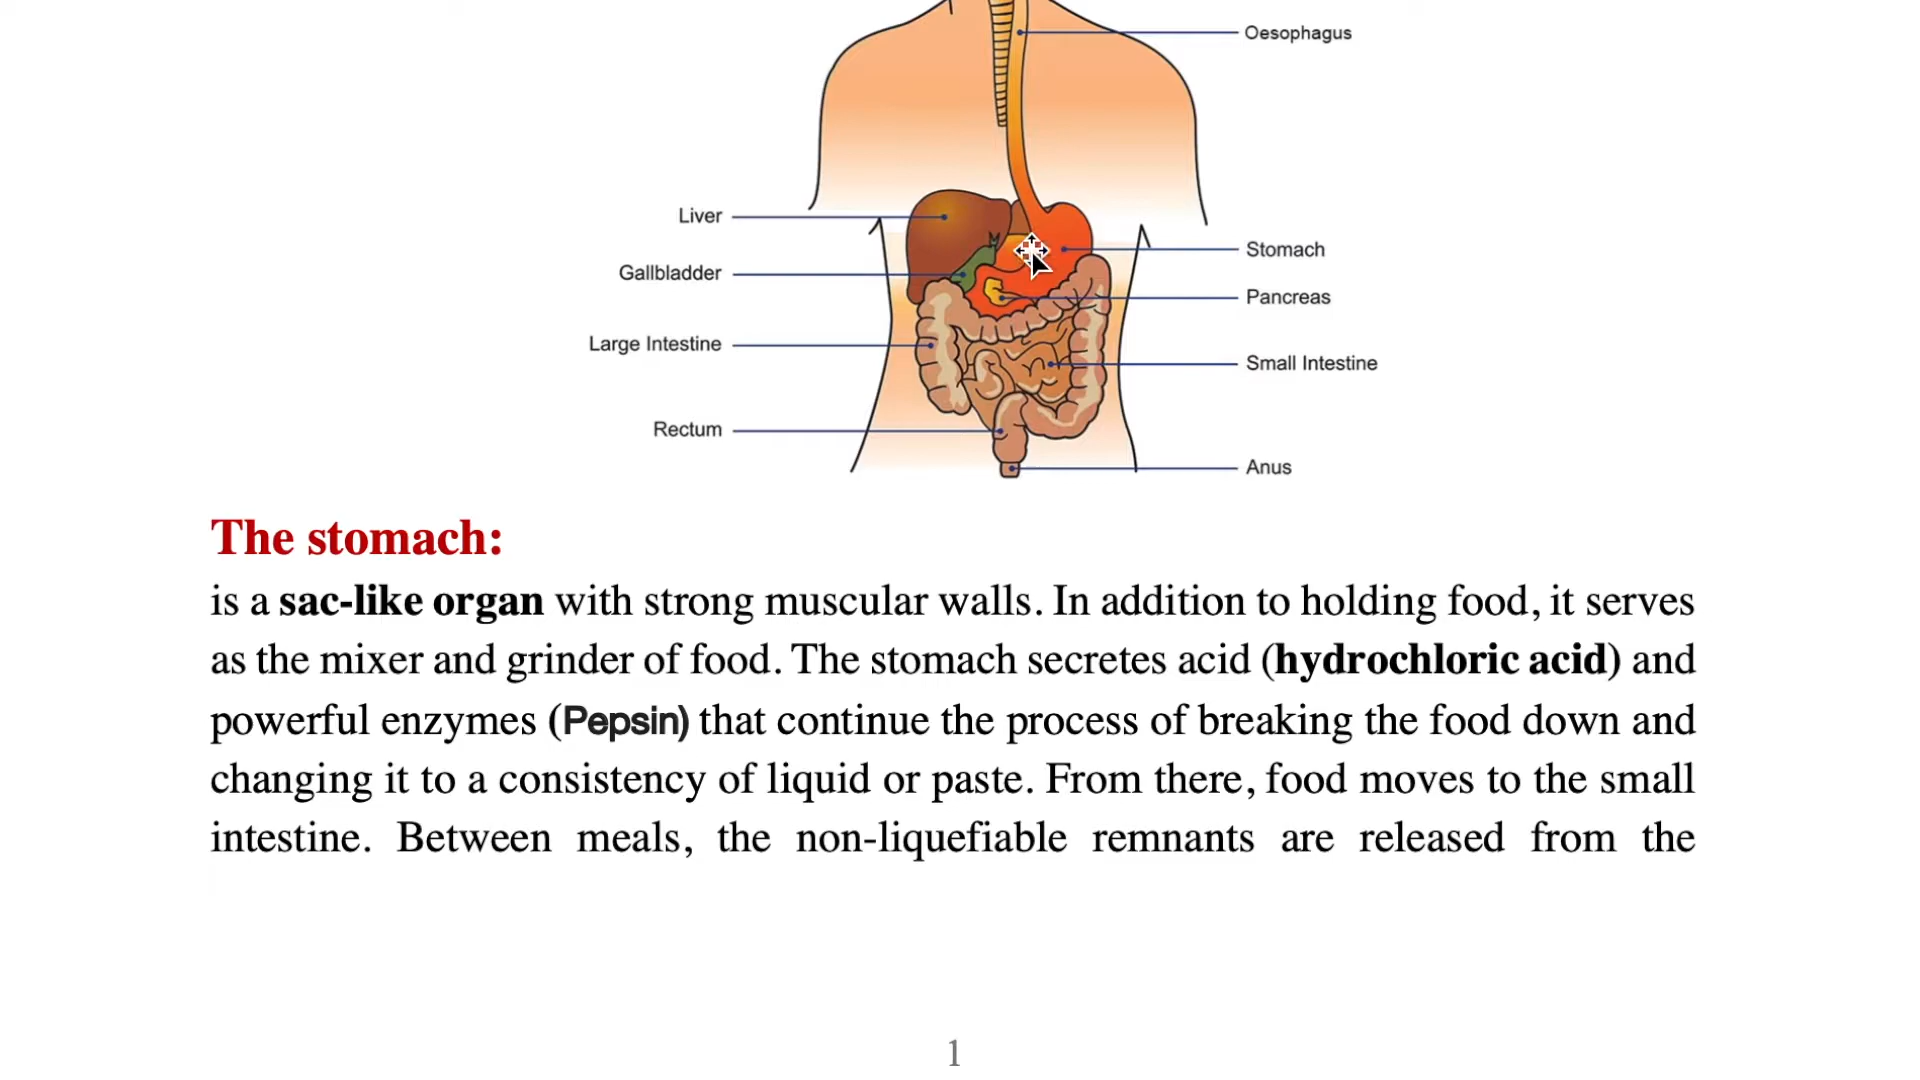 Oesophagus
Liver
Stomach
Gallbladder
Pancreas
Large Intestine
Small Intestine
Rectum
Anus
The stomach:
is a sac-like organ with strong muscular walls. In addition to holding food, it serves
as the mixer and grinder of food. The stomach secretes acid (hydrochloric acid) and
powerful enzymes (Pepsin) that continue the process of breaking the food down and
changing it to a consistency of liquid or paste. From there, food moves to the small
intestine. Between meals, the non-liquefiable remnants are released from the
1